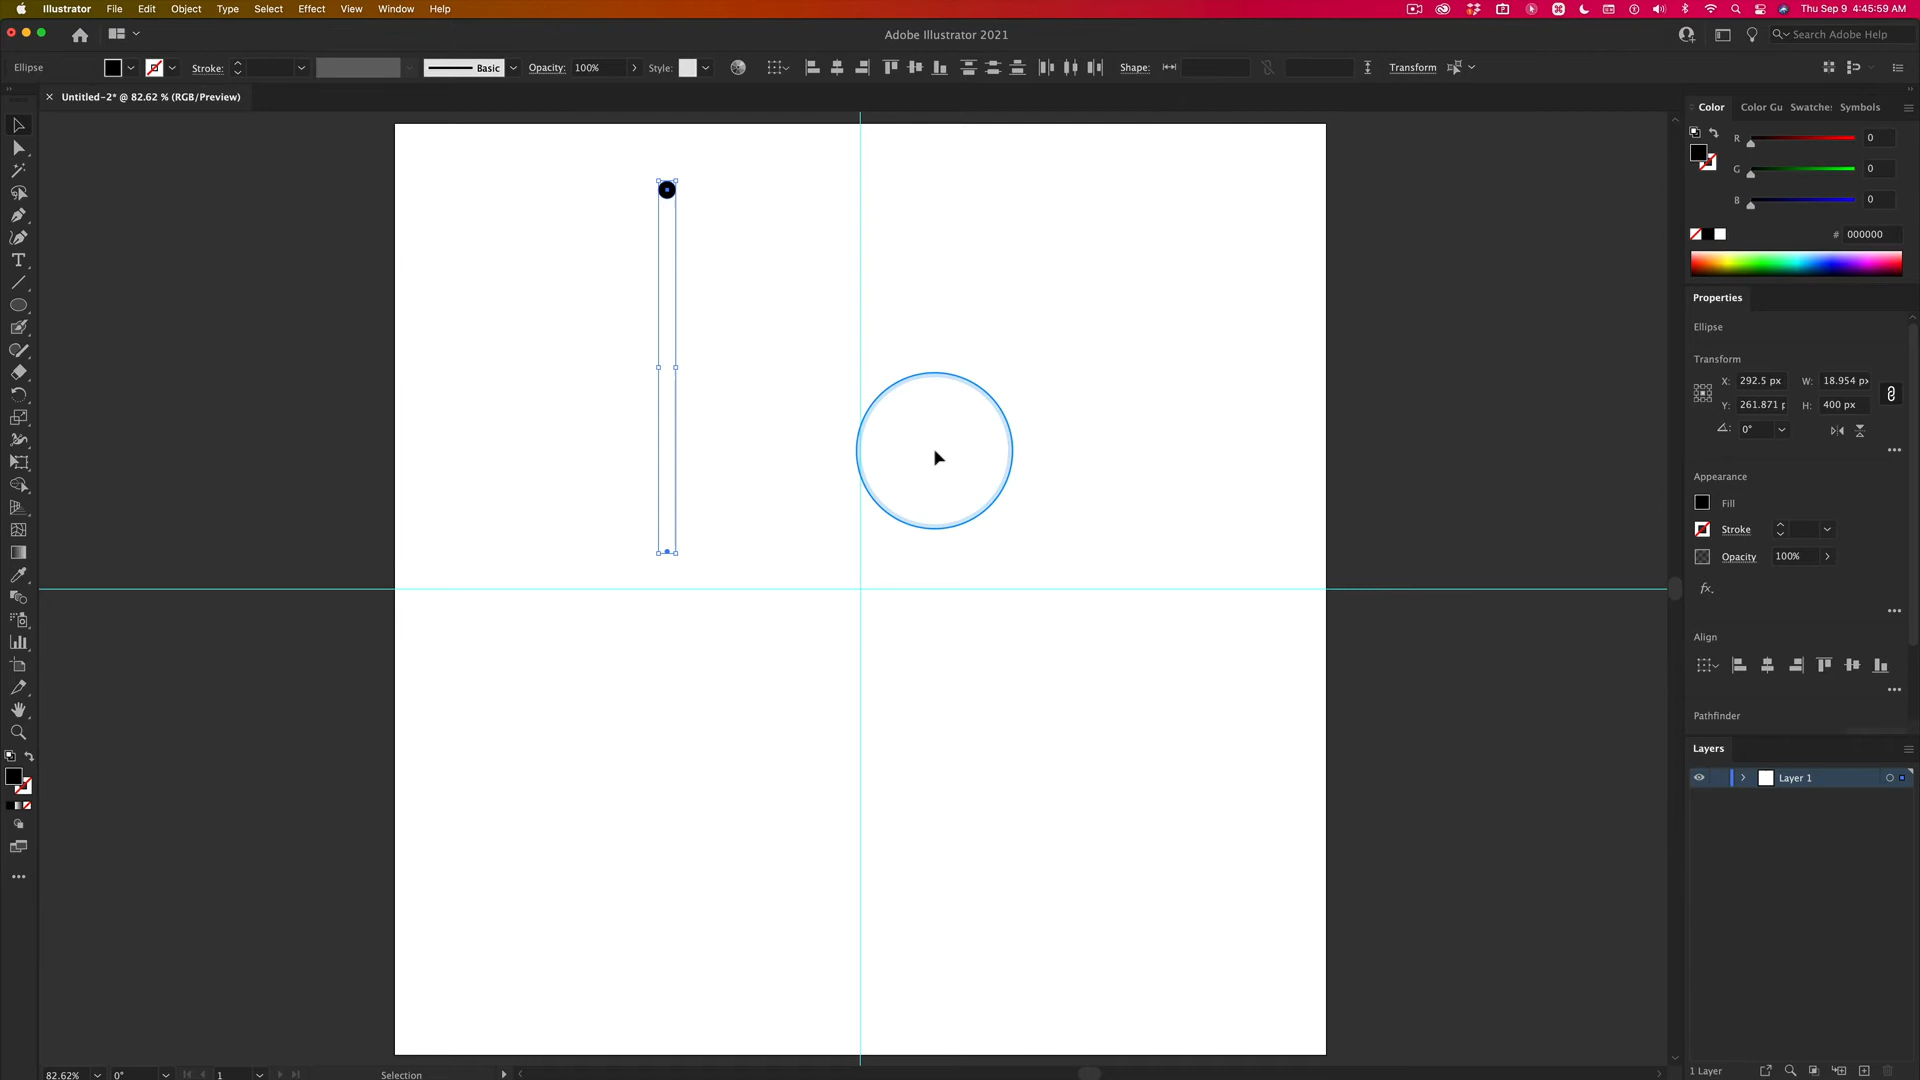 Illustrator File Edit Object Type Select Effect View Window Help Thu Sep 9 4:45:59 AM
Adobe Illustrator 2021 Search Adobe Help
Ellipse Stroke: Basic Opacity: 100% Style: Shape: Transform
× Untitled-2* @ 82.62 % (RGB/Preview)
Color Color Gu Swatche: Symbols
R 0
G 0
B 0
# 000000
Properties
Ellipse
Transform
X: 292.5 px W: 18.954 px
Y: 261.871 p H: 400 px
0°
Appearance
Fill
Stroke
Opacity 100%
fx.
Align
Pathfinder
Layers
Layer 1
1 Layer
82.62% 0° 1 Selection